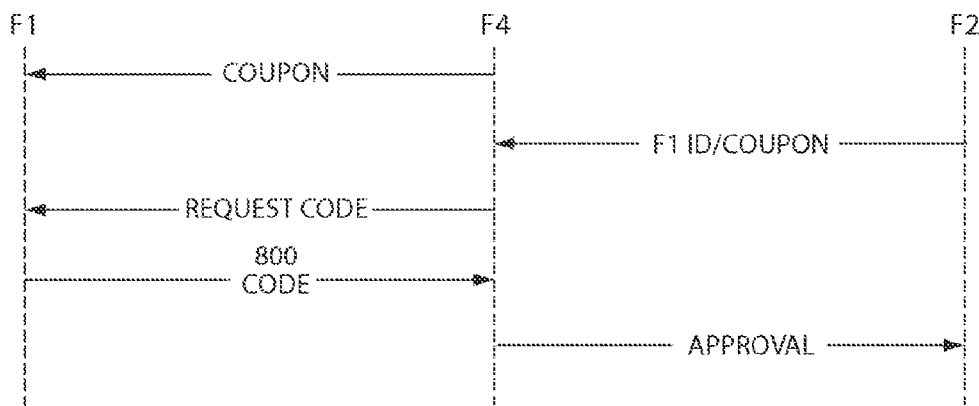 F1 F4 F2
COUPON
F1 ID/COUPON
REQUEST CODE
800
CODE
APPROVAL